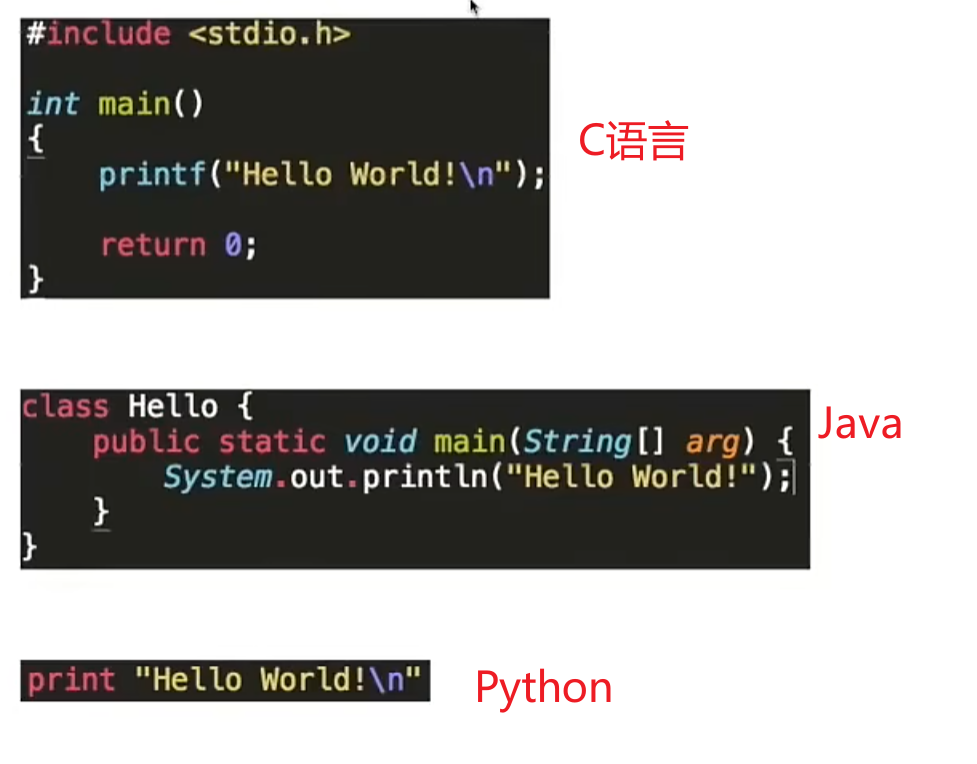 #include <stdio.h>
int main()
{
printf("Hello World!\n");
return 0;
}
C语言
class Hello {
public static void main(String[] arg) {
System.out.println("Hello World!");
}
}
Java
print "Hello World!\n"
Python